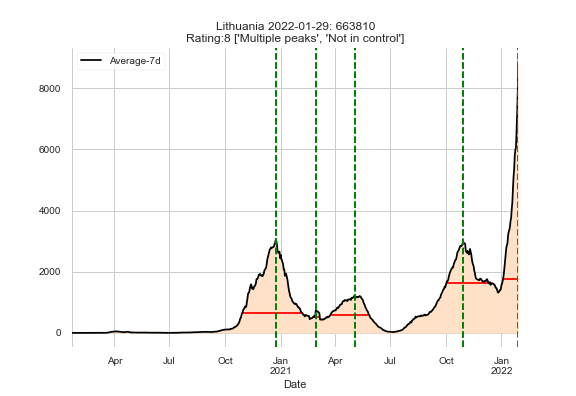 Lithuania 2022-01-29: 663810
Rating:8 ['Multiple peaks', 'Not in control']
Average-7d
8000
6000
4000
2000
0
Apr
Jul
Oct
Jan
2021
Apr
Jul
Oct
Jan
2022
Date